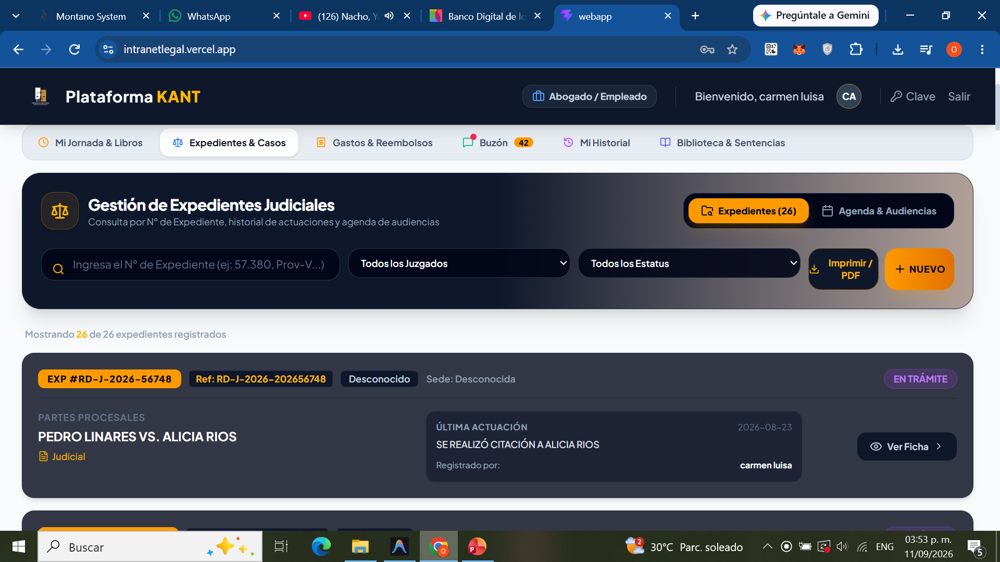 Montano System
WhatsApp
(126) Nacho, Y
Banco Digital de lo
webapp
Pregúntale a Gemini
intranetlegal.vercel.app
O
Plataforma KANT
Abogado / Empleado
Bienvenido, carmen luisa
CA
Clave
Salir
Mi Jornada & Libros
Expedientes & Casos
Gastos & Reembolsos
Buzón 42
Mi Historial
Biblioteca & Sentencias
Gestión de Expedientes Judiciales
Consulta por N° de Expediente, historial de actuaciones y agenda de audiencias
Expedientes (26)
Agenda & Audiencias
Ingresa el N° de Expediente (ej: 57.380, Prov-V...)
Todos los Juzgados
Todos los Estatus
Imprimir /
PDF
+ NUEVO
Mostrando 26 de 26 expedientes registrados
EXP #RD-J-2026-56748
Ref: RD-J-2026-202656748
Desconocido
Sede: Desconocida
EN TRÁMITE
PARTES PROCESALES
PEDRO LINARES VS. ALICIA RIOS
Judicial
ÚLTIMA ACTUACIÓN
2026-08-23
SE REALIZÓ CITACIÓN A ALICIA RIOS
Registrado por:
carmen luisa
Ver Ficha
Buscar
O
P
2
30°C Parc. soleado
ENG
03:53 p. m.
11/09/2026
5